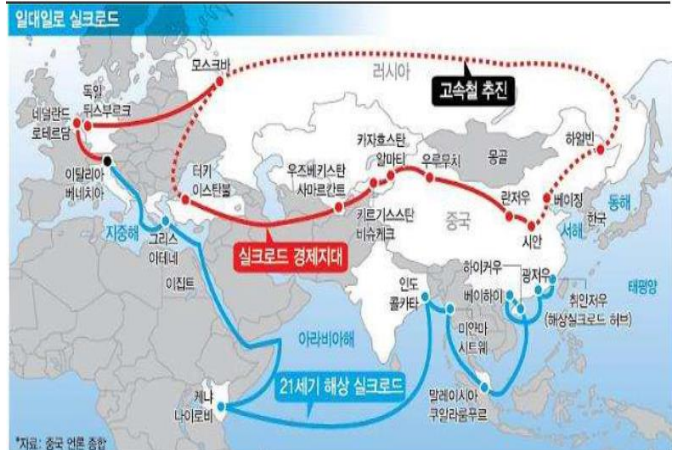 일대일로 실크로드
모스크바
러시아
고속철 추진
독일
뒤스부르크
네덜란드
로테르담
이탈리아
베네치아
터키
이스탄불
우즈베키스탄
사마르칸트
카자흐스탄
알마티
우루무치
몽골
하얼빈
키르기스스탄
비슈케크
란저우
베이징
시안
중국
한국
동해
서해
지중해
그리스
아테네
이집트
실크로드 경제지대
인도
콜카타
하이커우
베이하이
광저우
취안저우
(해상실크로드 허브)
태평양
미얀마
시트웨
아라비아해
21세기 해상 실크로드
케냐
나이로비
말레이시아
쿠알라룸푸르
*자료: 중국 언론 종합